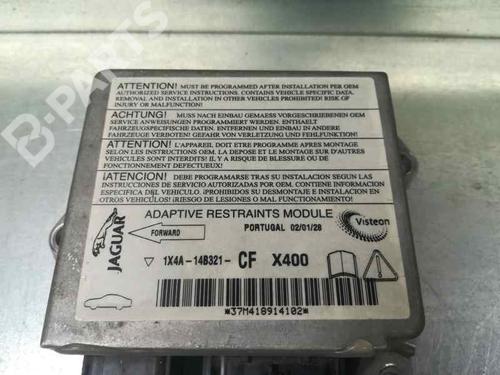 ATTENTION! MUST BE PROGRAMMED AFTER INSTALLATION PER OEM
AUTHORIZED SERVICE INSTRUCTIONS. CONTAINS VEHICLE SPECIFIC DATA,
REMOVAL AND INSTALLATION IN OTHER VEHICLES PROHIBITED! RISK OF
INJURY OR MALFUNCTION!
ACHTUNG! MUSS NACH EINBAU GEMAESS VORGESCHRIEBENEN OEM
SERVICE ANWEISUNGEN PROGRAMMIERT WERDEN. ENTHAELT
FAHRZEUGSPEZIFISCHE DATEN. ENTFERNEN UND EINBAU IN ANDEREN
FAHRZEUGEN VERBOTEN! GEFAHR VON VERLETZUNG UND FEHLFUNKTION!
ATTENTION! L'APPAREIL DOIT ETRE PROGRAMME APRES MONTAGE
SELON LES INSTRUCTIONS OEM. LA DEPOSE ET LE MONTAGE SUR D'AUTRES
VEHICULES SONT INTERDITS! IL Y A RISQUE DE BLESSURE OU DE
FONCTIONNEMENT DEFECTUEUX!
¡ATENCION! DEBE PROGRAMARSE TRAS SU INSTALACION SEGUN LAS
INSTRUCCIONES DE SERVICIO AUTORIZADAS OEM. CONTIENE INFORMACION
ESPECIFICA DEL VEHICULO. ¡PROHIBIDO SU DESMONTAJE E INSTALACION EN
OTROS VEHICULOS! ¡RIESGO DE LESIONES O MAL FUNCIONAMIENTO!
ADAPTIVE RESTRAINTS MODULE
JAGUAR
FORWARD
PORTUGAL 02/01/28
Visteon
1X4A-14B321-CF X400
*37M418914102*
B-PARTS